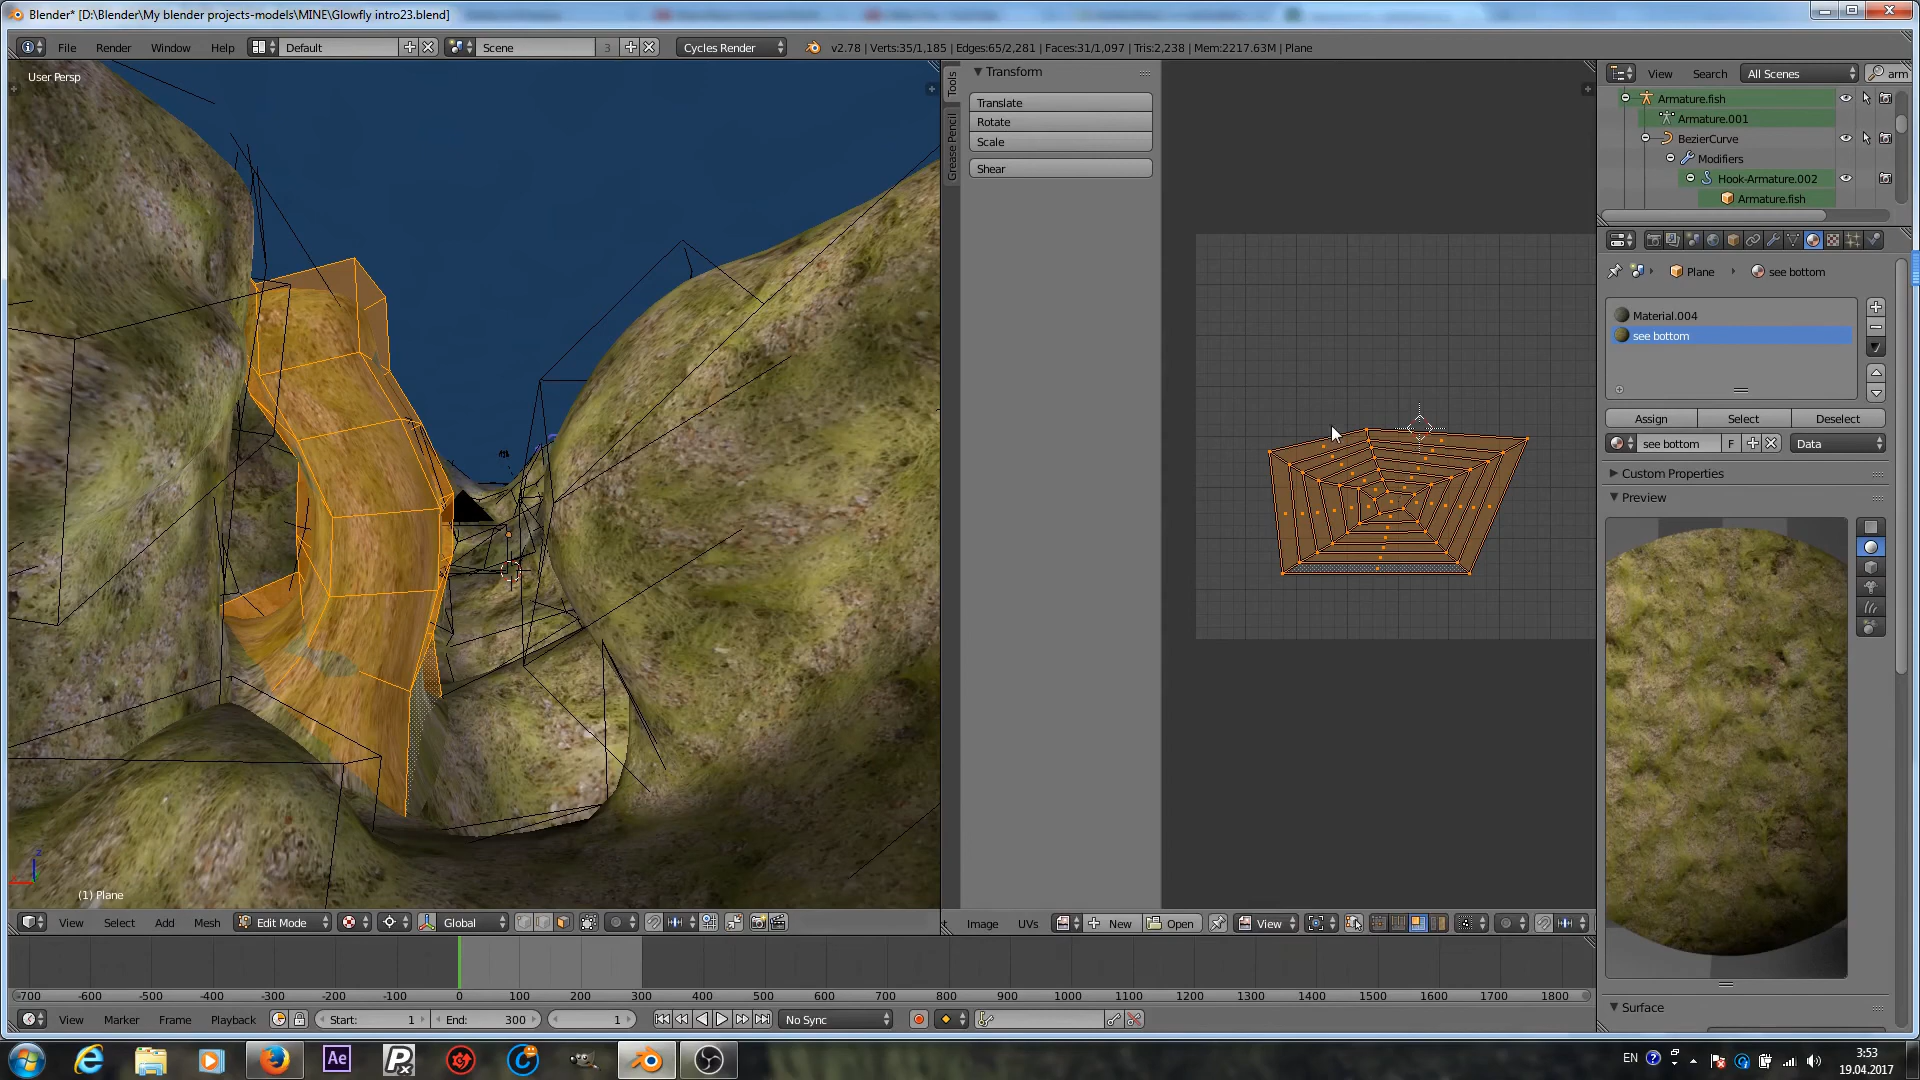 Blender* [D:\Blender\My blender projects-models\MINE\Glowfly intro23.blend]
File Render Window Help Default Scene 3 Cycles Render v2.78 | Verts:35/1,185 | Edges:65/2,281 | Faces:31/1,097 | Tris:2,238 | Mem:2217.63M | Plane
User Persp
Tools
Grease Pencil
Transform
Translate
Rotate
Scale
Shear
View Search All Scenes arm
Armature.fish
Armature.001
BezierCurve
Modifiers
Hook-Armature.002
Armature.fish
Plane see bottom
Material.004
see bottom
Assign Select Deselect
see bottom F Data
Custom Properties
Preview
Surface
z
(1) Plane
View Select Add Mesh Edit Mode Global
Image UVs New Open View
-700 -600 -500 -400 -300 -200 -100 0 100 200 300 400 500 600 700 800 900 1000 1100 1200 1300 1400 1500 1600 1700 1800
View Marker Frame Playback Start: 1 End: 300 1 No Sync
Ae
Px
EN
3:53
19.04.2017